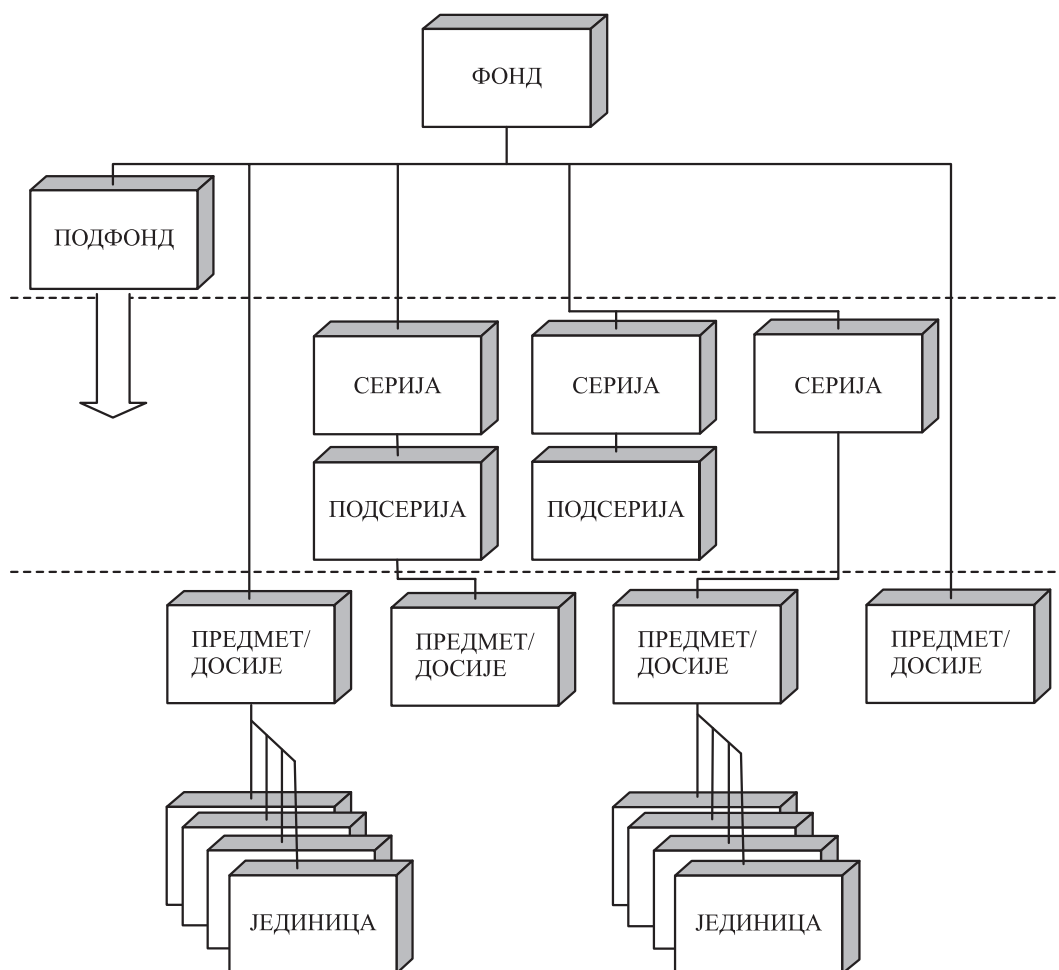 ФОНД
ПОДФОНД
СЕРИЈА
СЕРИЈА
СЕРИЈА
ПОДСЕРИЈА
ПОДСЕРИЈА
ПРЕДМЕТ/
ДОСИЈЕ
ПРЕДМЕТ/
ДОСИЈЕ
ПРЕДМЕТ/
ДОСИЈЕ
ПРЕДМЕТ/
ДОСИЈЕ
ЈЕДИНИЦА
ЈЕДИНИЦА